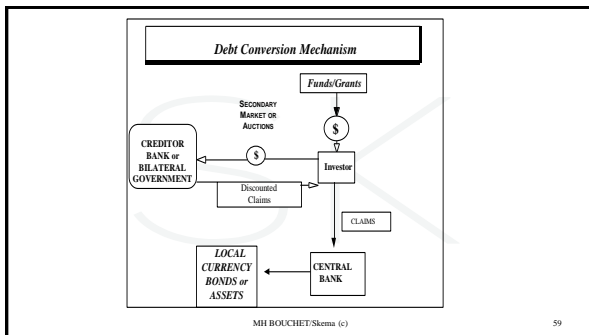 Debt Conversion Mechanism
Funds/Grants
SECONDARY
MARKET OR
AUCTIONS
$
CREDITOR
BANK or
BILATERAL
GOVERNMENT
$
Investor
Discounted
Claims
CLAIMS
LOCAL
CURRENCY
BONDS or
ASSETS
CENTRAL
BANK
MH BOUCHET/Skema (c)
59
SK